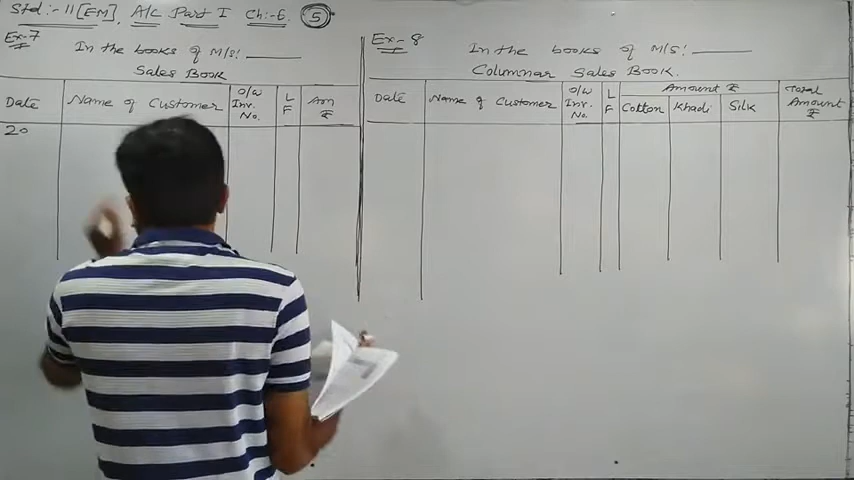 Std:- 11 [EM], A/c Part I Ch:-6. 5
Ex-7
In the books of M/s! ______
Sales Book
Date Name of Customer O/W Inv. No. L F Am ₹
20
Ex-8
In the books of M/s! ______
Columnar Sales Book.
Date Name of Customer O/W Inv. No. L F Amount ₹ Total Amount ₹
Cotton Khadi Silk